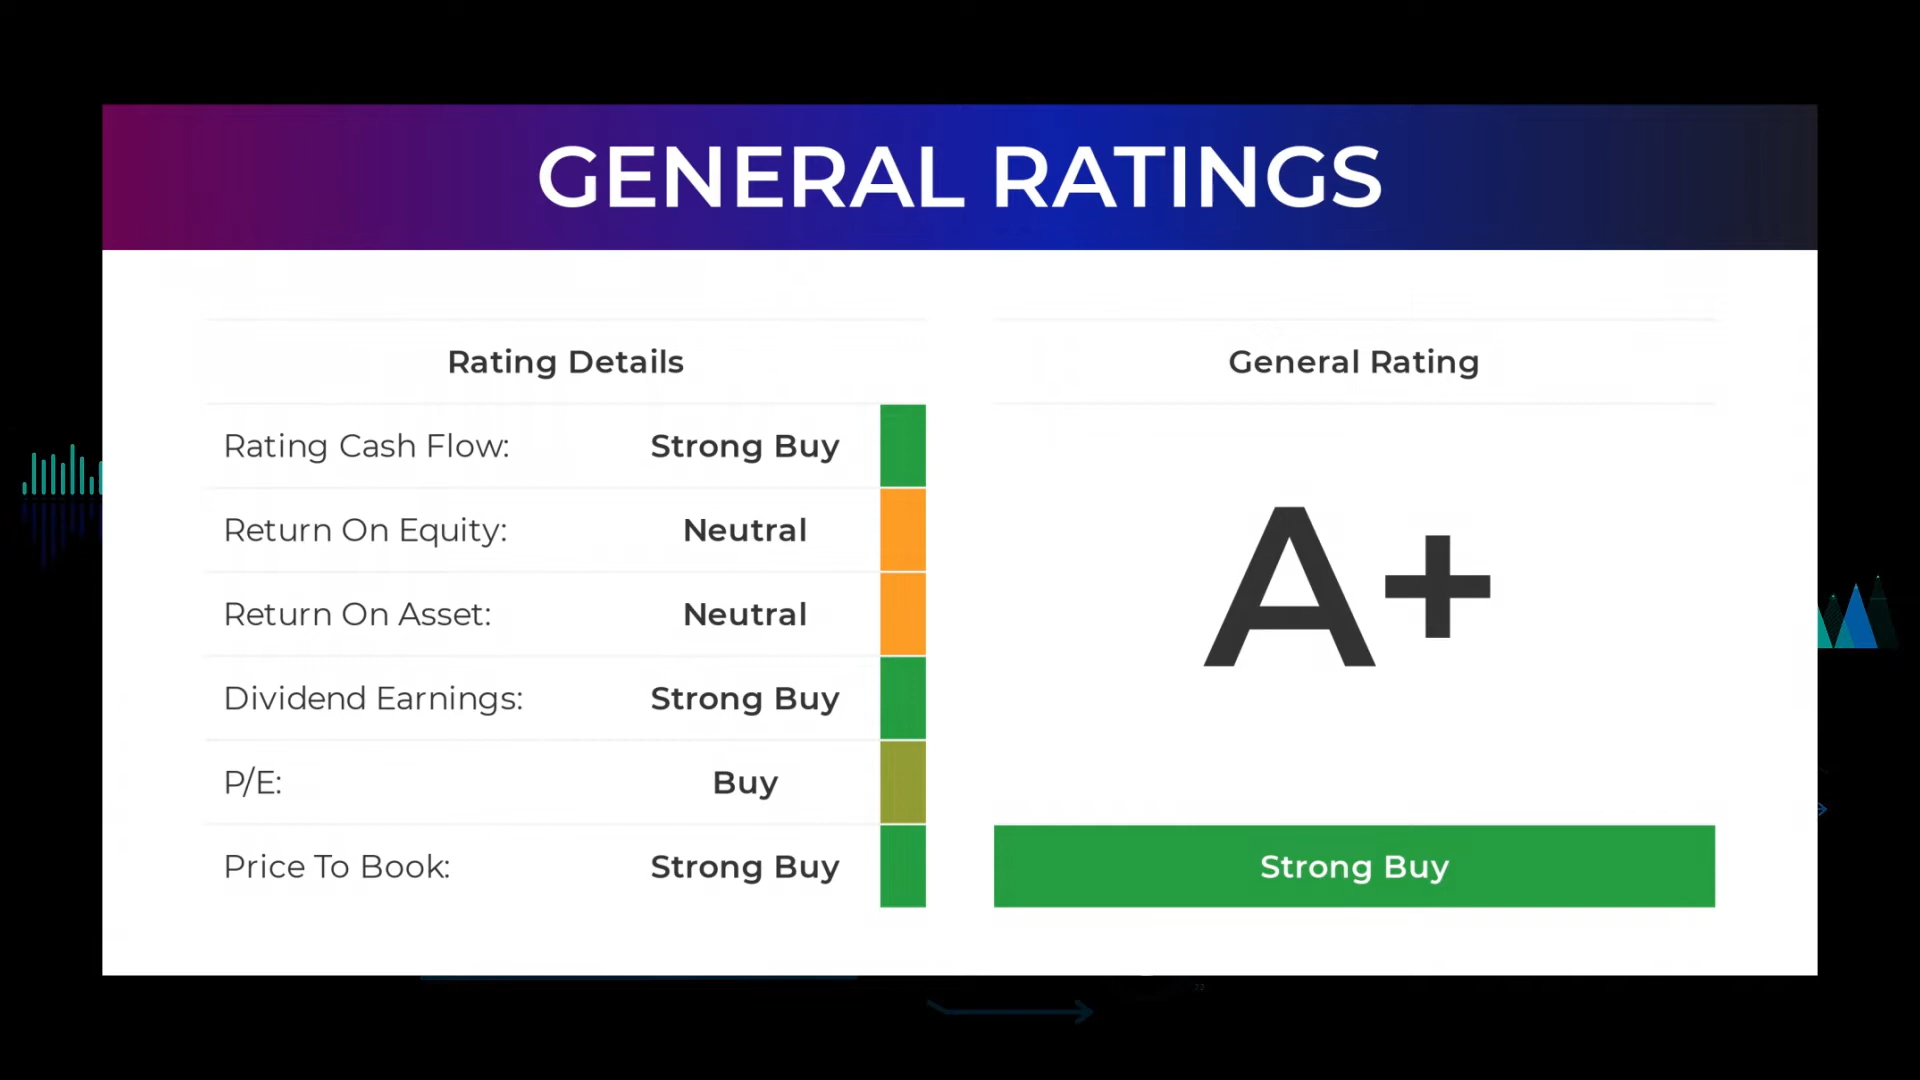 GENERAL RATINGS
Rating Details
Rating Cash Flow: Strong Buy
Return On Equity: Neutral
Return On Asset: Neutral
Dividend Earnings: Strong Buy
P/E: Buy
Price To Book: Strong Buy
General Rating
A+
Strong Buy